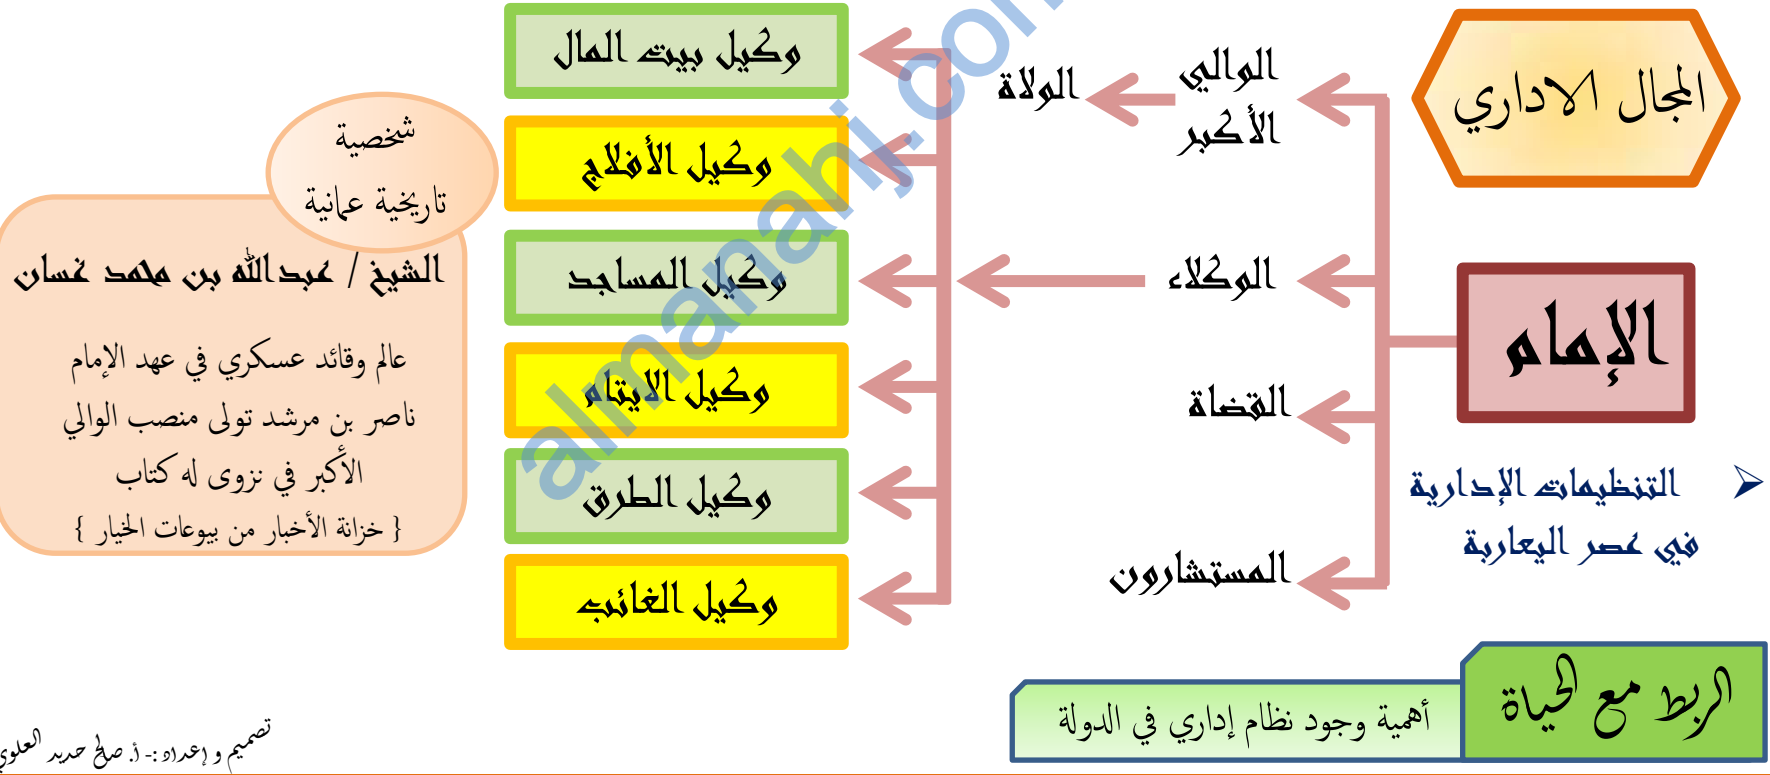 المجال الاداري
الإمام
التنظيمات الإدارية
في عصر اليعاربة
الوالي
الأكبر
الولاة
الوكلاء
القضاة
المستشارون
وكيل بيت المال
وكيل الأفلاج
وكيل المساجد
وكيل الايتام
وكيل الطرق
وكيل الغائب
شخصية
تاريخية عمانية
الشيخ / عبدالله بن محمد غسان
عالم وقائد عسكري في عهد الإمام
ناصر بن مرشد تولى منصب الوالي
الأكبر في نزوى له كتاب
{ خزانة الأخبار من بيوعات الخيار }
الربط مع الحياة
أهمية وجود نظام إداري في الدولة
تصميم و إعداد :- أ. صالح حديد العلوي
almanahj.com